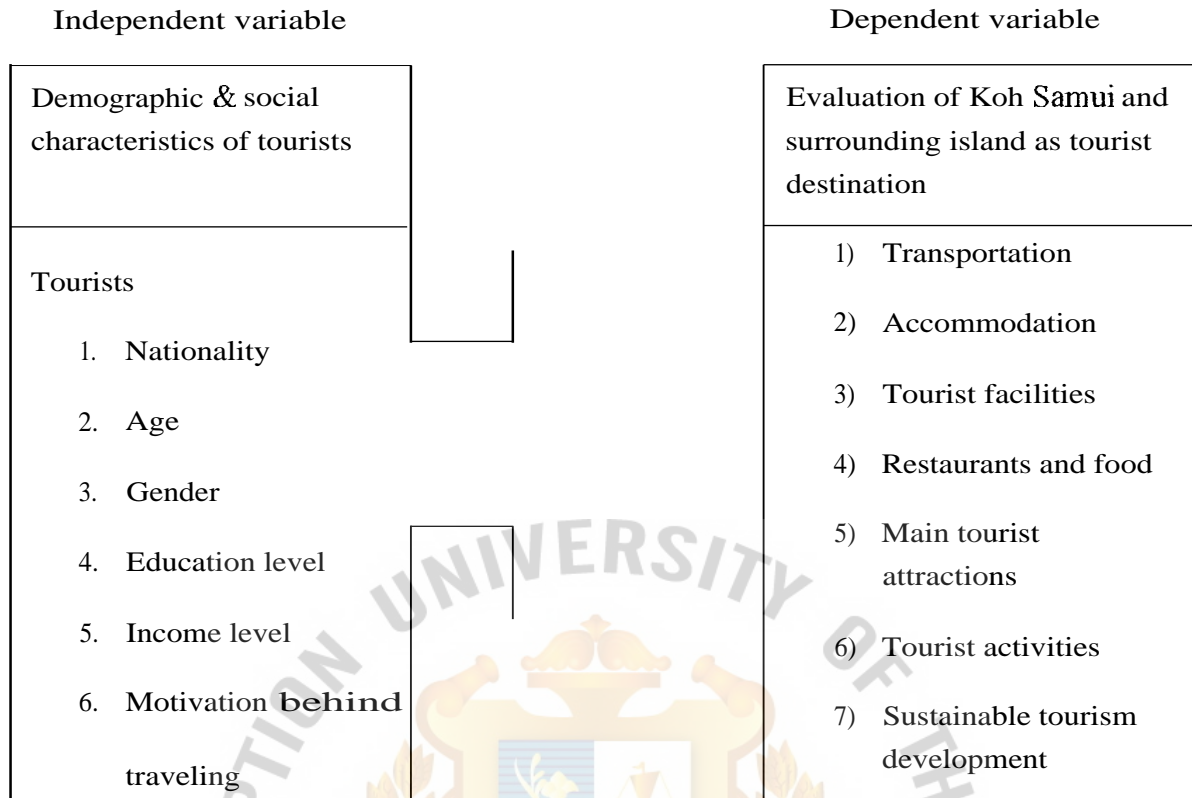 Independent variable
Dependent variable
Demographic & social
characteristics of tourists
Tourists
1. Nationality
2. Age
3. Gender
4. Education level
5. Income level
6. Motivation behind
traveling
Evaluation of Koh Samui and
surrounding island as tourist
destination
1) Transportation
2) Accommodation
3) Tourist facilities
4) Restaurants and food
5) Main tourist
attractions
6) Tourist activities
7) Sustainable tourism
development
UNIVERSITY OF